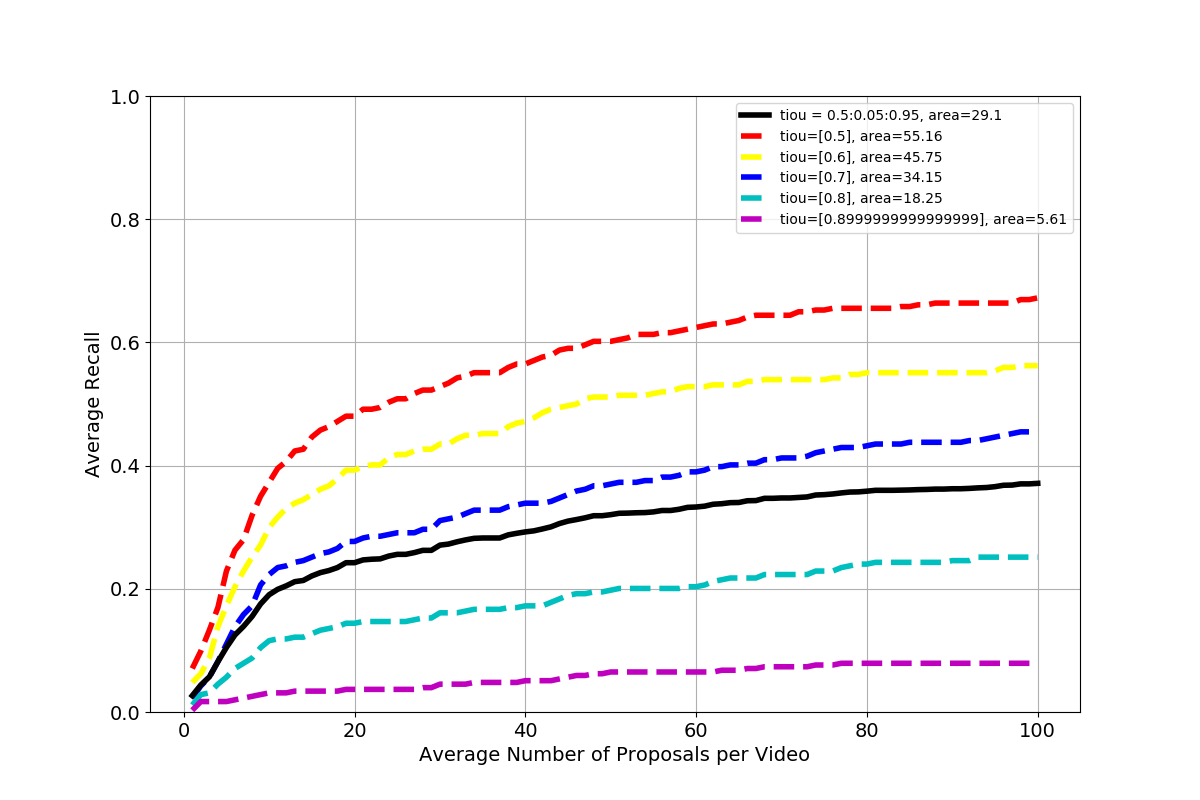 1.0
0.8
0.6
0.4
0.2
0.0
Average Recall
tiou = 0.5:0.05:0.95, area=29.1
tiou=[0.5], area=55.16
tiou=[0.6], area=45.75
tiou=[0.7], area=34.15
tiou=[0.8], area=18.25
tiou=[0.8999999999999999], area=5.61
0 20 40 60 80 100
Average Number of Proposals per Video